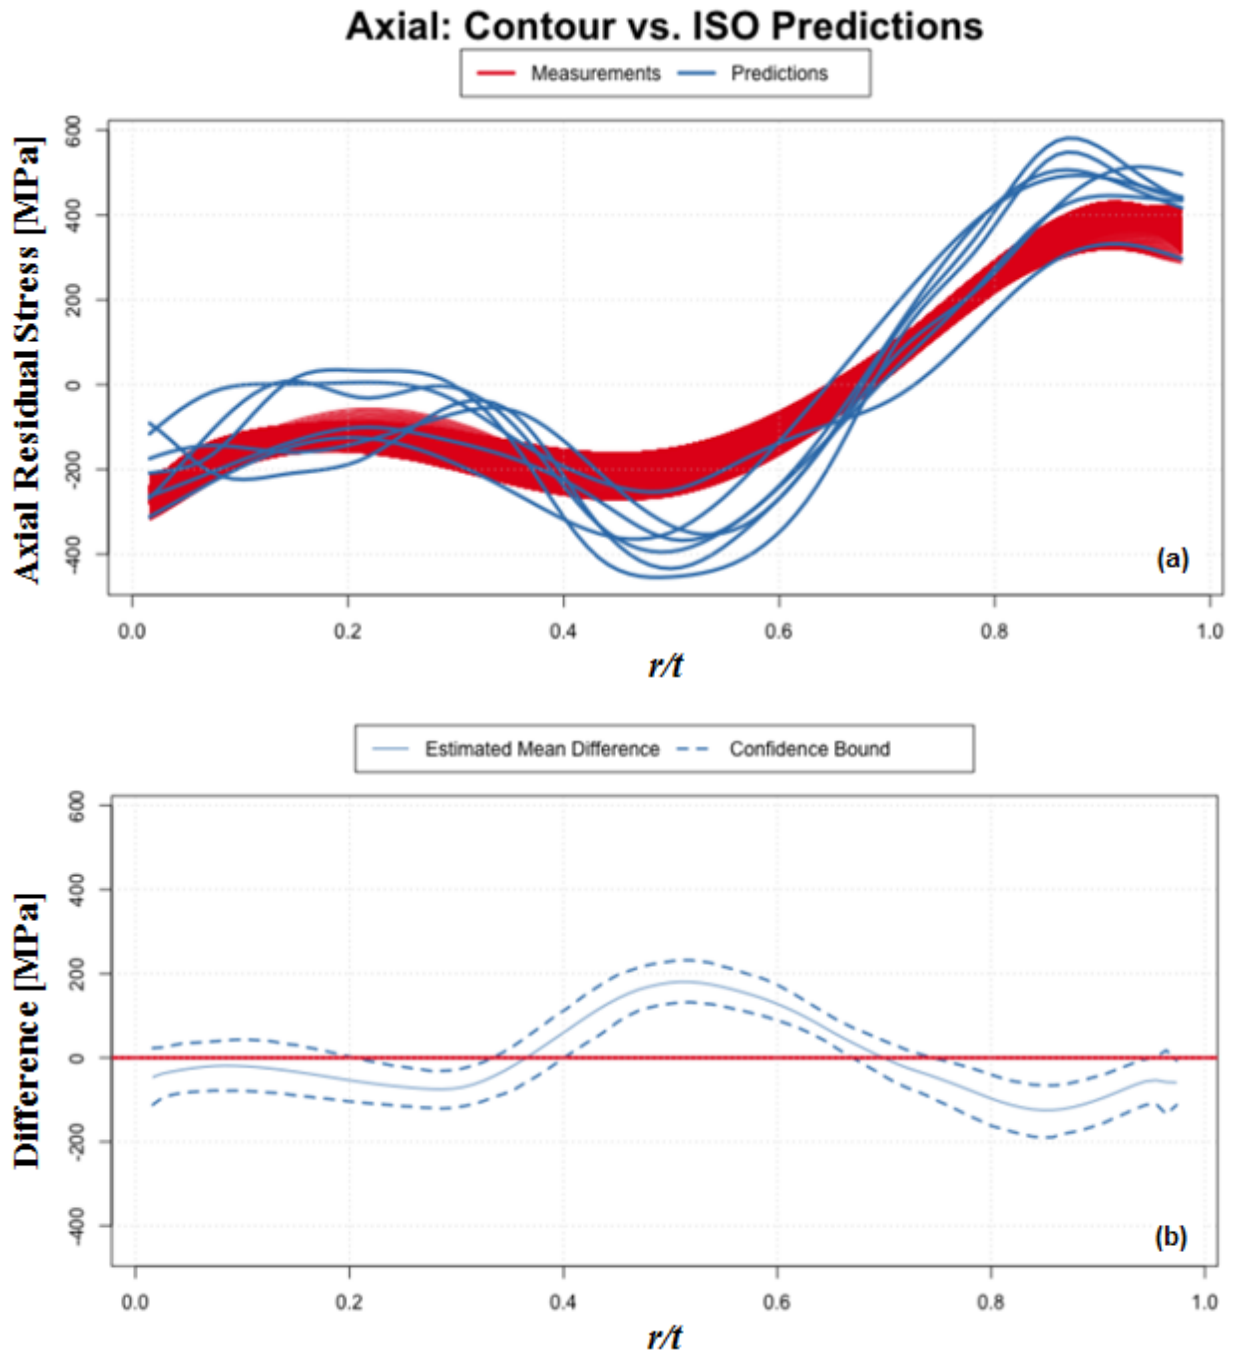 Axial: Contour vs. ISO Predictions
Measurements Predictions
Axial Residual Stress [MPa]
600
400
200
0
-200
-400
(a)
0.0 0.2 0.4 0.6 0.8 1.0
r/t
Estimated Mean Difference Confidence Bound
Difference [MPa]
600
400
200
0
-200
-400
(b)
0.0 0.2 0.4 0.6 0.8 1.0
r/t